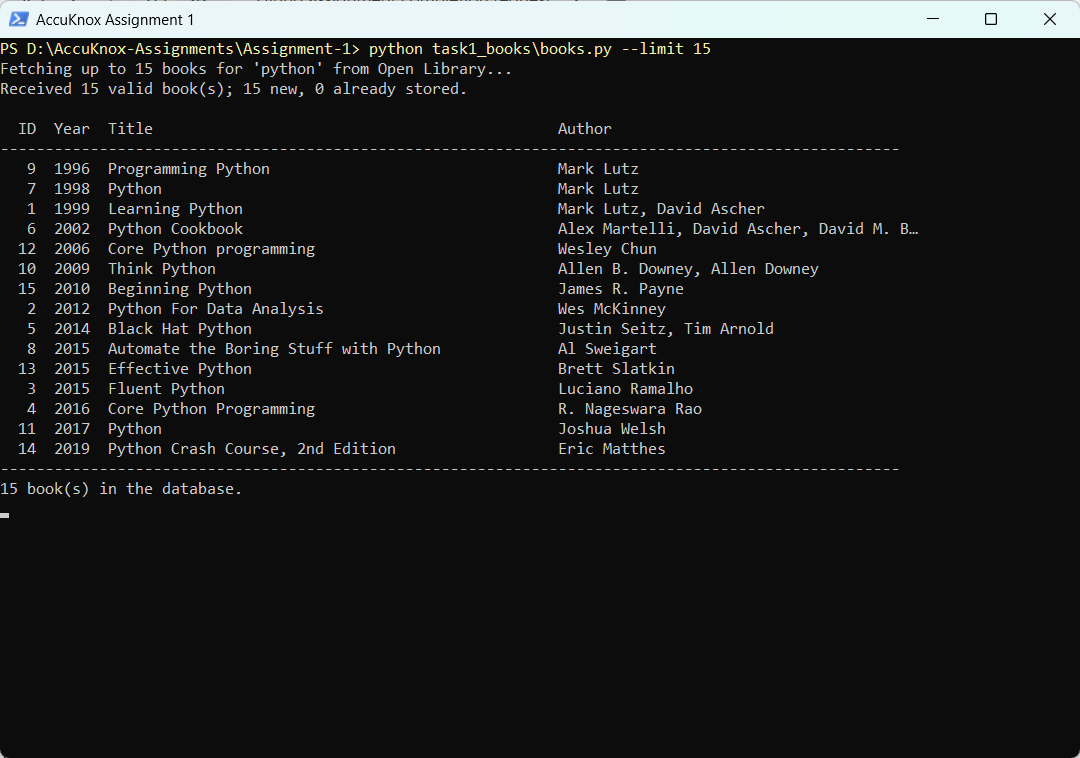 AccuKnox Assignment 1
PS D:\AccuKnox-Assignments\Assignment-1> python task1_books\books.py --limit 15
Fetching up to 15 books for 'python' from Open Library...
Received 15 valid book(s); 15 new, 0 already stored.
ID  Year  Title                                             Author
----------------------------------------------------------------------------------------------------
9  1996  Programming Python                                Mark Lutz
7  1998  Python                                            Mark Lutz
1  1999  Learning Python                                   Mark Lutz, David Ascher
6  2002  Python Cookbook                                   Alex Martelli, David Ascher, David M. B…
12  2006  Core Python programming                           Wesley Chun
10  2009  Think Python                                      Allen B. Downey, Allen Downey
15  2010  Beginning Python                                  James R. Payne
2  2012  Python For Data Analysis                          Wes McKinney
5  2014  Black Hat Python                                  Justin Seitz, Tim Arnold
8  2015  Automate the Boring Stuff with Python             Al Sweigart
13  2015  Effective Python                                  Brett Slatkin
3  2015  Fluent Python                                     Luciano Ramalho
4  2016  Core Python Programming                           R. Nageswara Rao
11  2017  Python                                            Joshua Welsh
14  2019  Python Crash Course, 2nd Edition                  Eric Matthes
----------------------------------------------------------------------------------------------------
15 book(s) in the database.